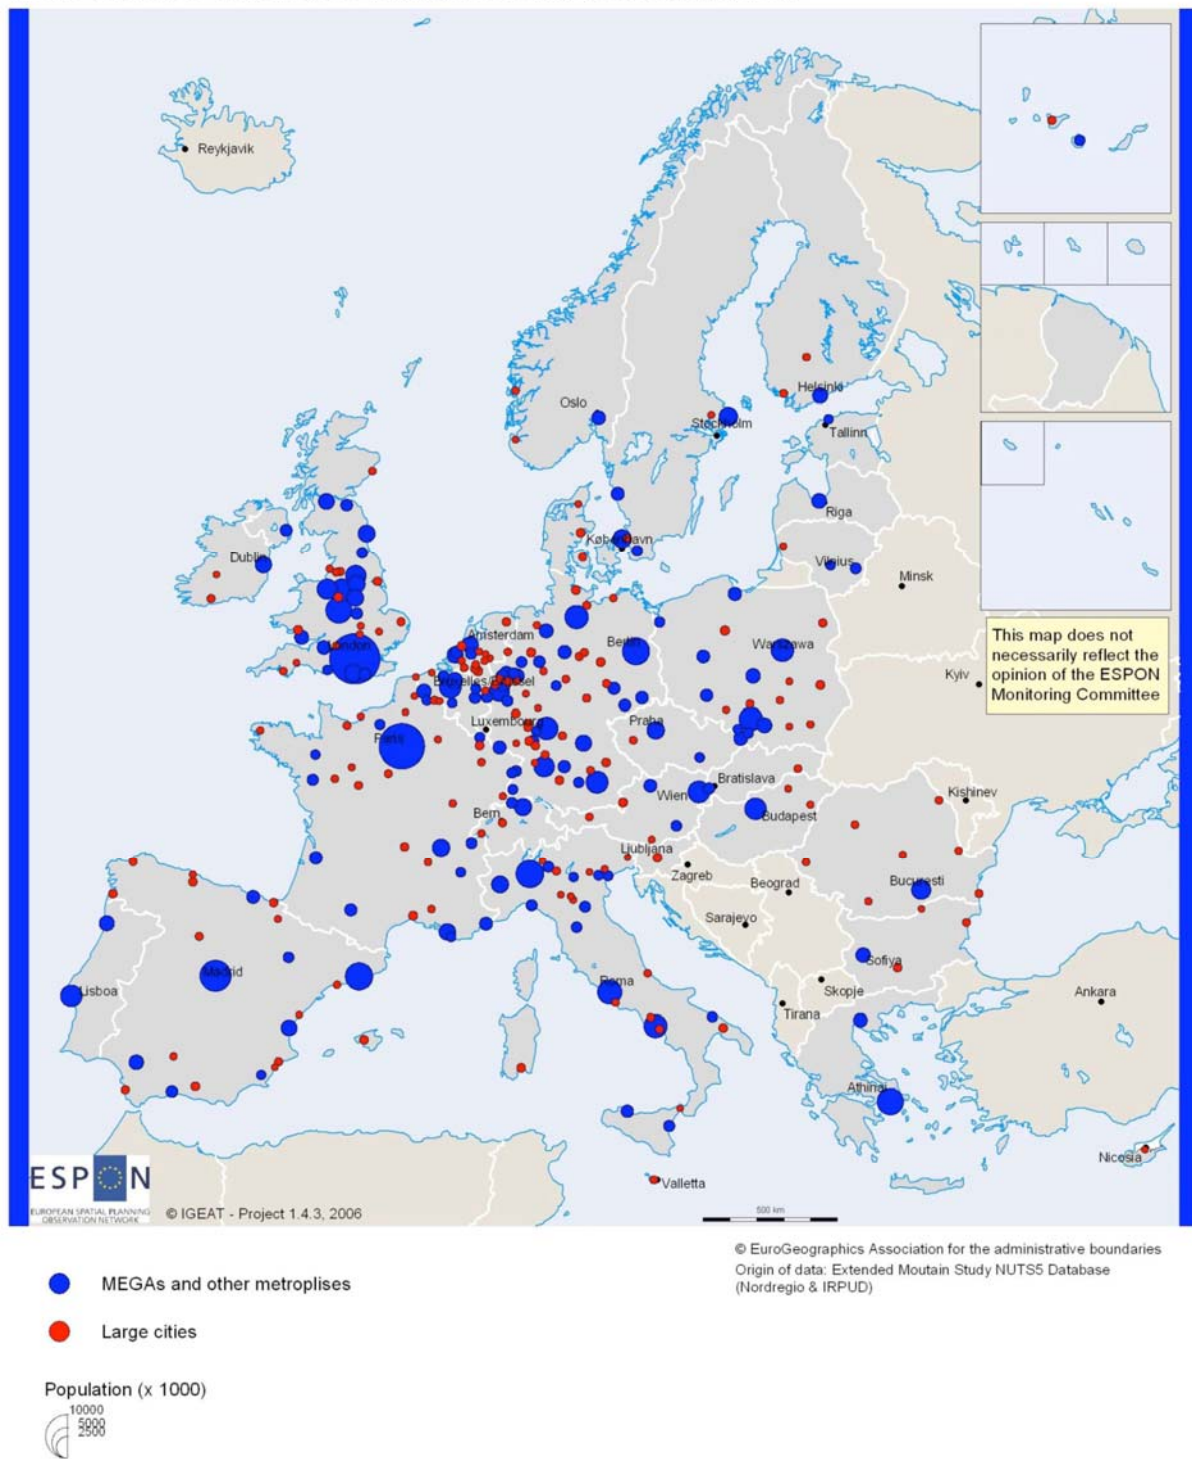 Reykjavik
Oslo
Helsinki
Stockholm
Tallinn
Riga
København
Dublin
Vilnius
Minsk
This map does not
necessarily reflect the
opinion of the ESPON
Monitoring Committee
Amsterdam
London
Berlin
Warszawa
Kyiv
Bruxelles/Brussel
Luxembourg
Praha
Paris
Bratislava
Wien
Kishinev
Bern
Budapest
Ljubljana
Zagreb
Beograd
Bucuresti
Sarajevo
Sofiya
Madrid
Lisboa
Roma
Skopje
Tirana
Ankara
Athinai
Nicosia
Valletta
ESPON
EUROPEAN SPATIAL PLANNING
OBSERVATION NETWORK
© IGEAT - Project 1.4.3, 2006
500 km
© EuroGeographics Association for the administrative boundaries
Origin of data: Extended Moutain Study NUTS5 Database
(Nordregio & IRPUD)
MEGAs and other metroplises
Large cities
Population (x 1000)
10000
5000
2500